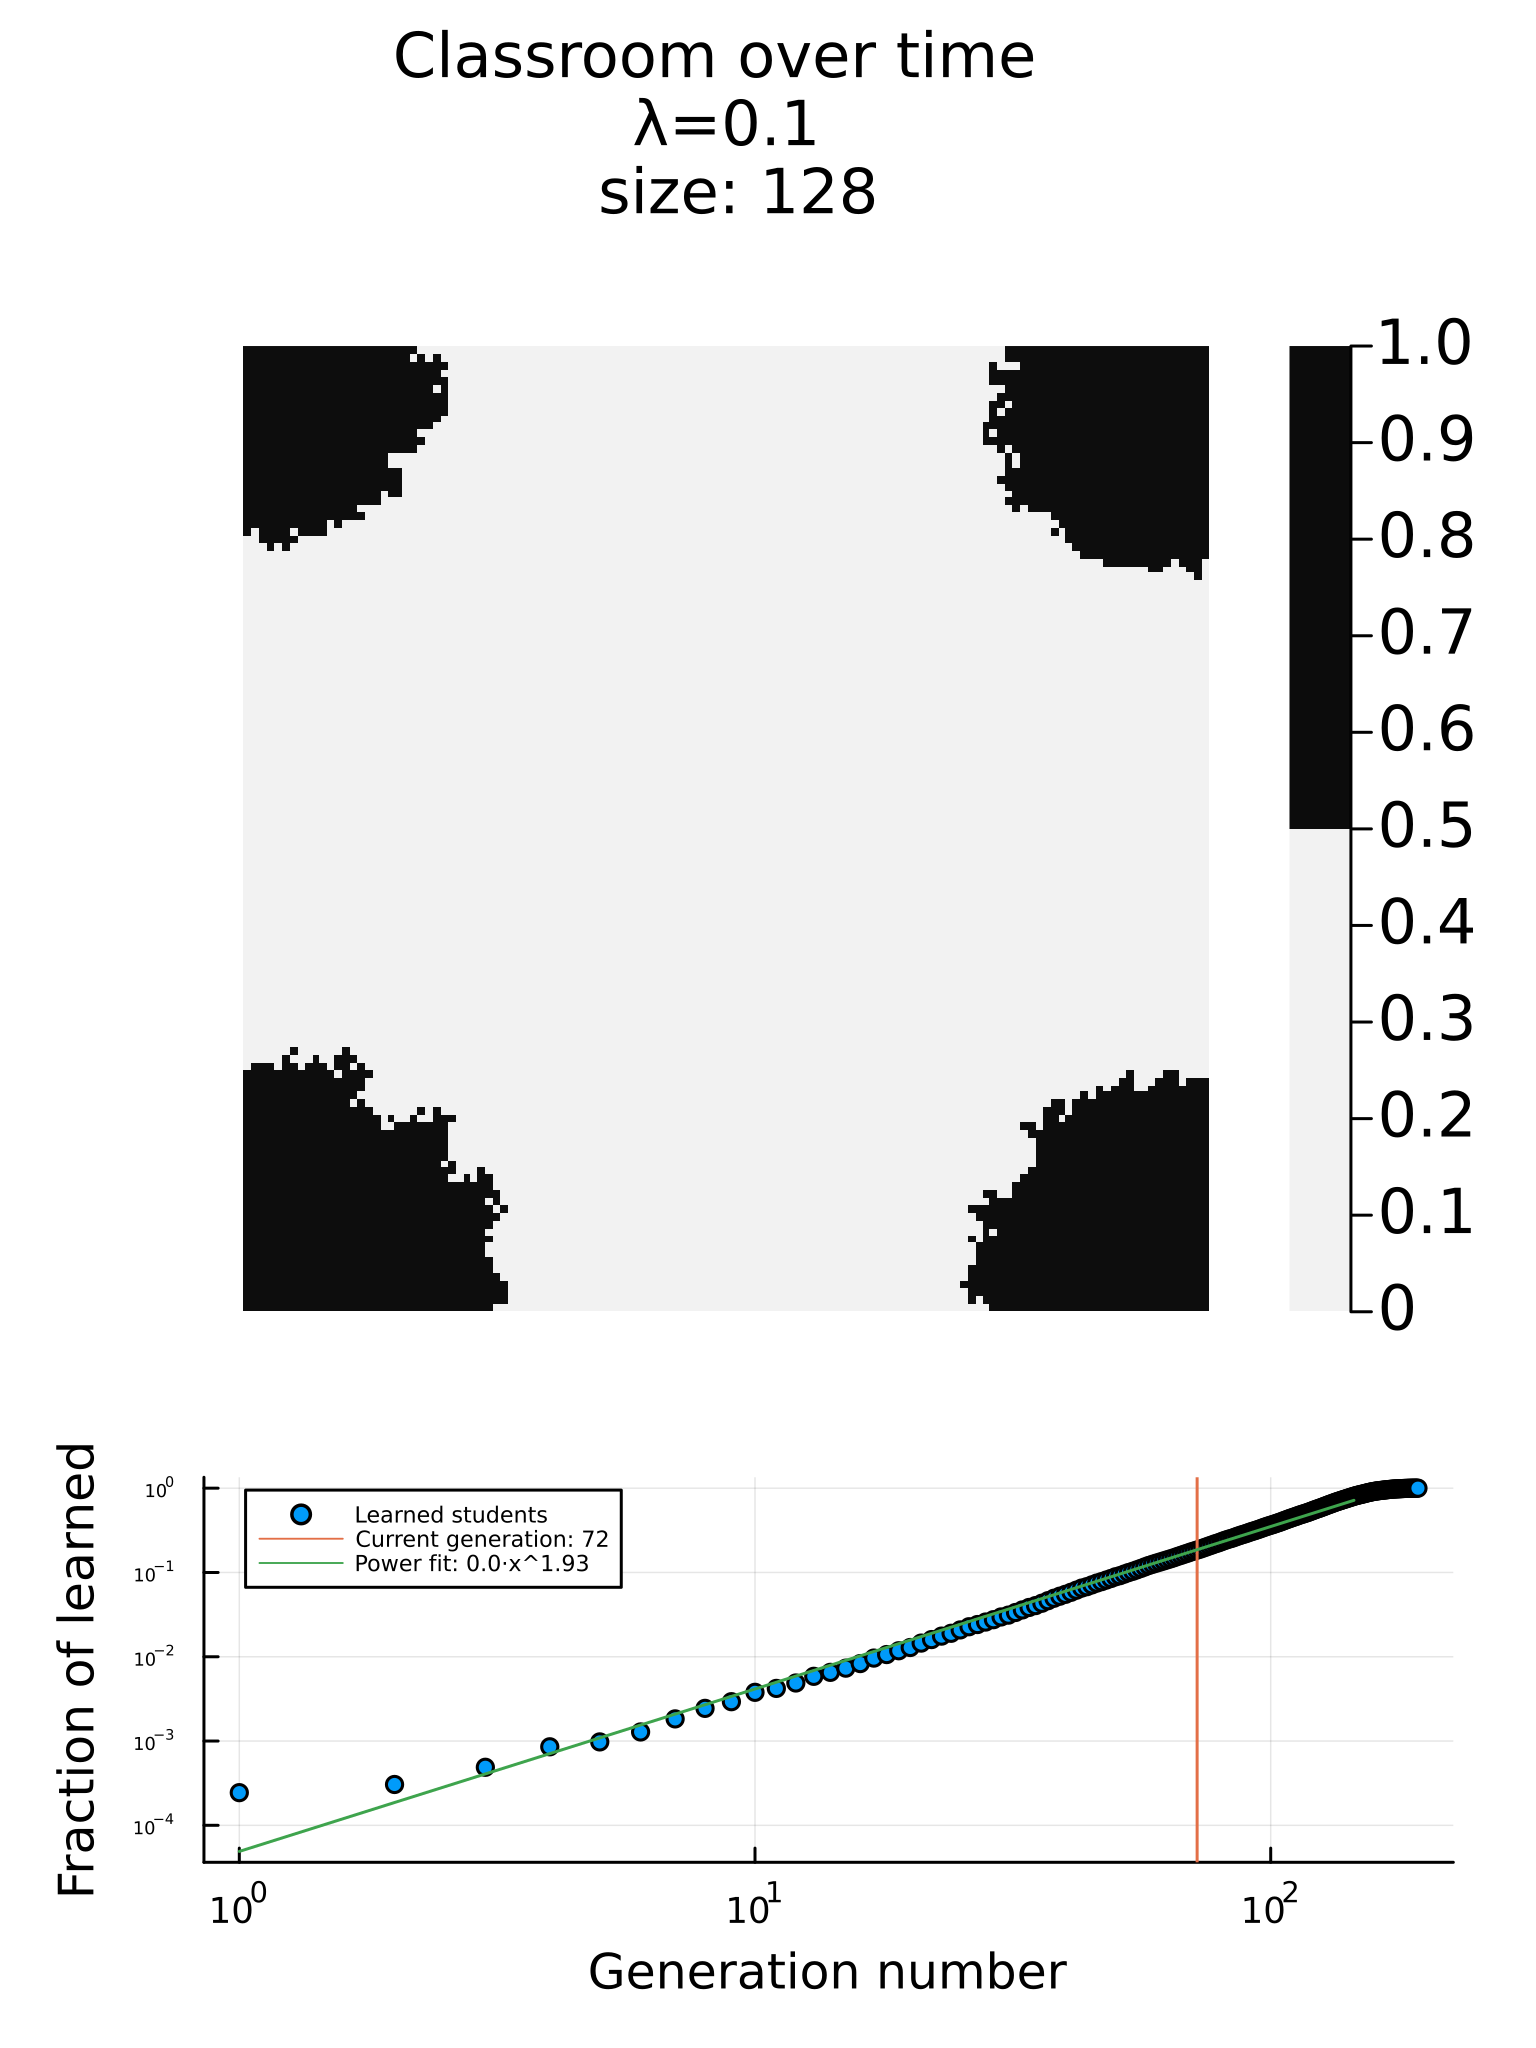 Classroom over time
λ=0.1
size: 128
1.0
0.9
0.8
0.7
0.6
0.5
0.4
0.3
0.2
0.1
0
Fraction of learned
10^0
10^−1
10^−2
10^−3
10^−4
Learned students
Current generation: 72
Power fit: 0.0·x^1.93
10^0 10^1 10^2
Generation number